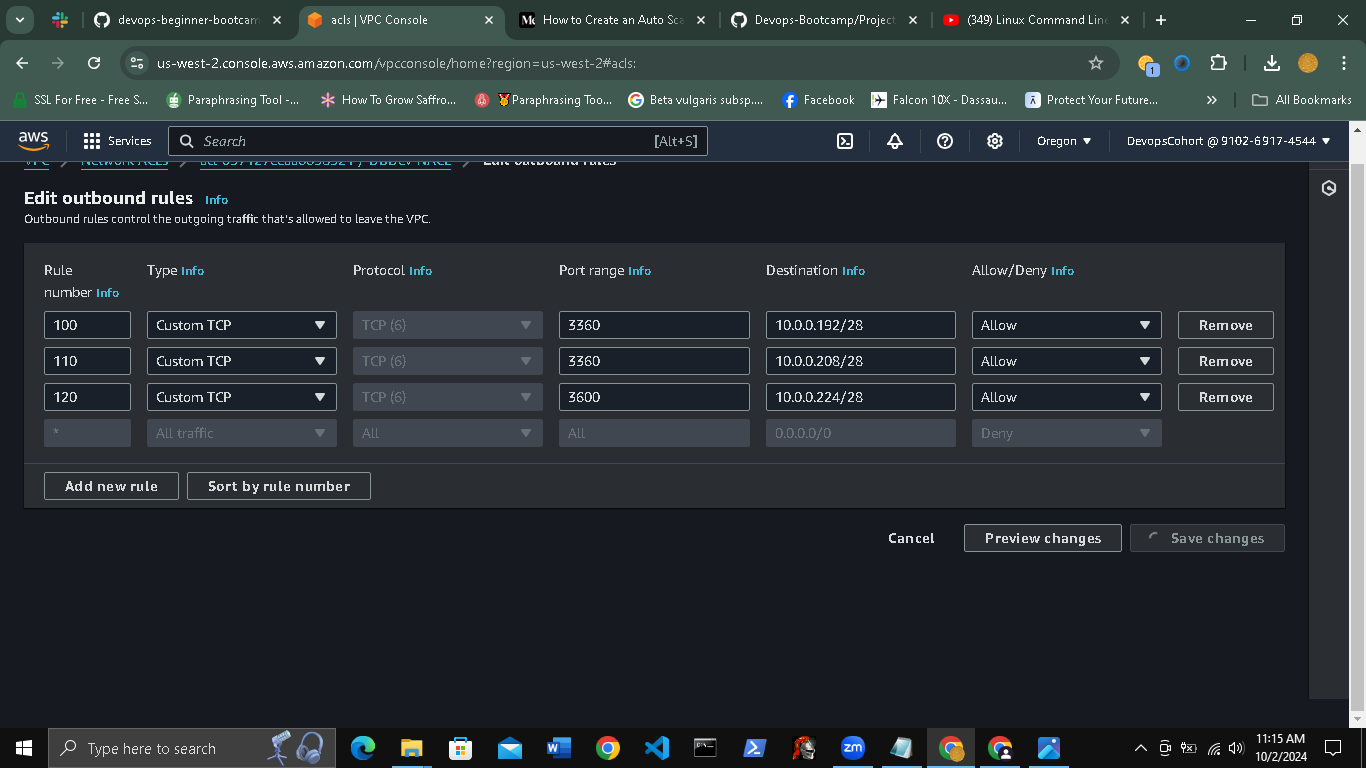 devops-beginner-bootcam
acls | VPC Console
How to Create an Auto Sca
Devops-Bootcamp/Project
(349) Linux Command Line
us-west-2.console.aws.amazon.com/vpcconsole/home?region=us-west-2#acls:
1
SSL For Free - Free S...
Paraphrasing Tool -...
How To Grow Saffro...
Paraphrasing Too...
Beta vulgaris subsp....
Facebook
Falcon 10X - Dassau...
Protect Your Future...
All Bookmarks
aws
Services
Search
[Alt+S]
Oregon
DevopsCohort @ 9102-6917-4544
VPC
Network ACLs
Edit outbound rules
Edit outbound rules Info
Outbound rules control the outgoing traffic that's allowed to leave the VPC.
Rule number Info
Type Info
Protocol Info
Port range Info
Destination Info
Allow/Deny Info
100 Custom TCP TCP (6) 3360 10.0.0.192/28 Allow Remove
110 Custom TCP TCP (6) 3360 10.0.0.208/28 Allow Remove
120 Custom TCP TCP (6) 3600 10.0.0.224/28 Allow Remove
* All traffic All All 0.0.0.0/0 Deny
Add new rule
Sort by rule number
Cancel
Preview changes
Save changes
Type here to search
zm
11:15 AM
10/2/2024